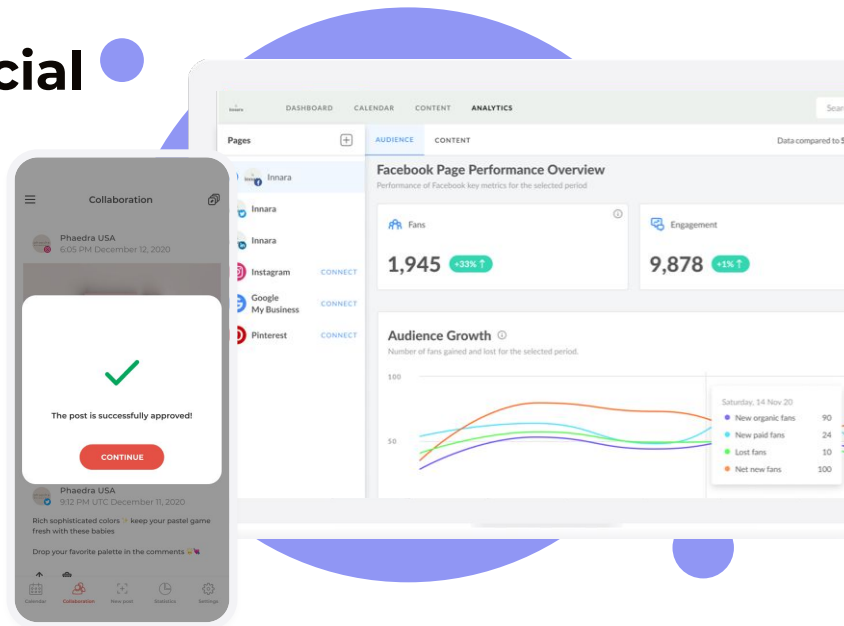 cial
Collaboration
Phaedra USA
6:05 PM December 12, 2020
The post is successfully approved!
CONTINUE
Phaedra USA
9:12 PM UTC December 11, 2020
Rich sophisticated colors ✨ keep your pastel game
fresh with these babies
Drop your favorite palette in the comments
Calendar Collaboration New post Statistics Settings
DASHBOARD CALENDAR CONTENT ANALYTICS
Sear
Pages
AUDIENCE CONTENT
Data compared to 5
Innara
Innara
Innara
Instagram CONNECT
Google
My Business CONNECT
Pinterest CONNECT
Facebook Page Performance Overview
Performance of Facebook key metrics for the selected period
Fans
1,945 +33% ↑
Engagement
9,878 +1% ↑
Audience Growth
Number of fans gained and lost for the selected period.
100
50
Saturday, 14 Nov 20
New organic fans 90
New paid fans 24
Lost fans 10
Net new fans 100